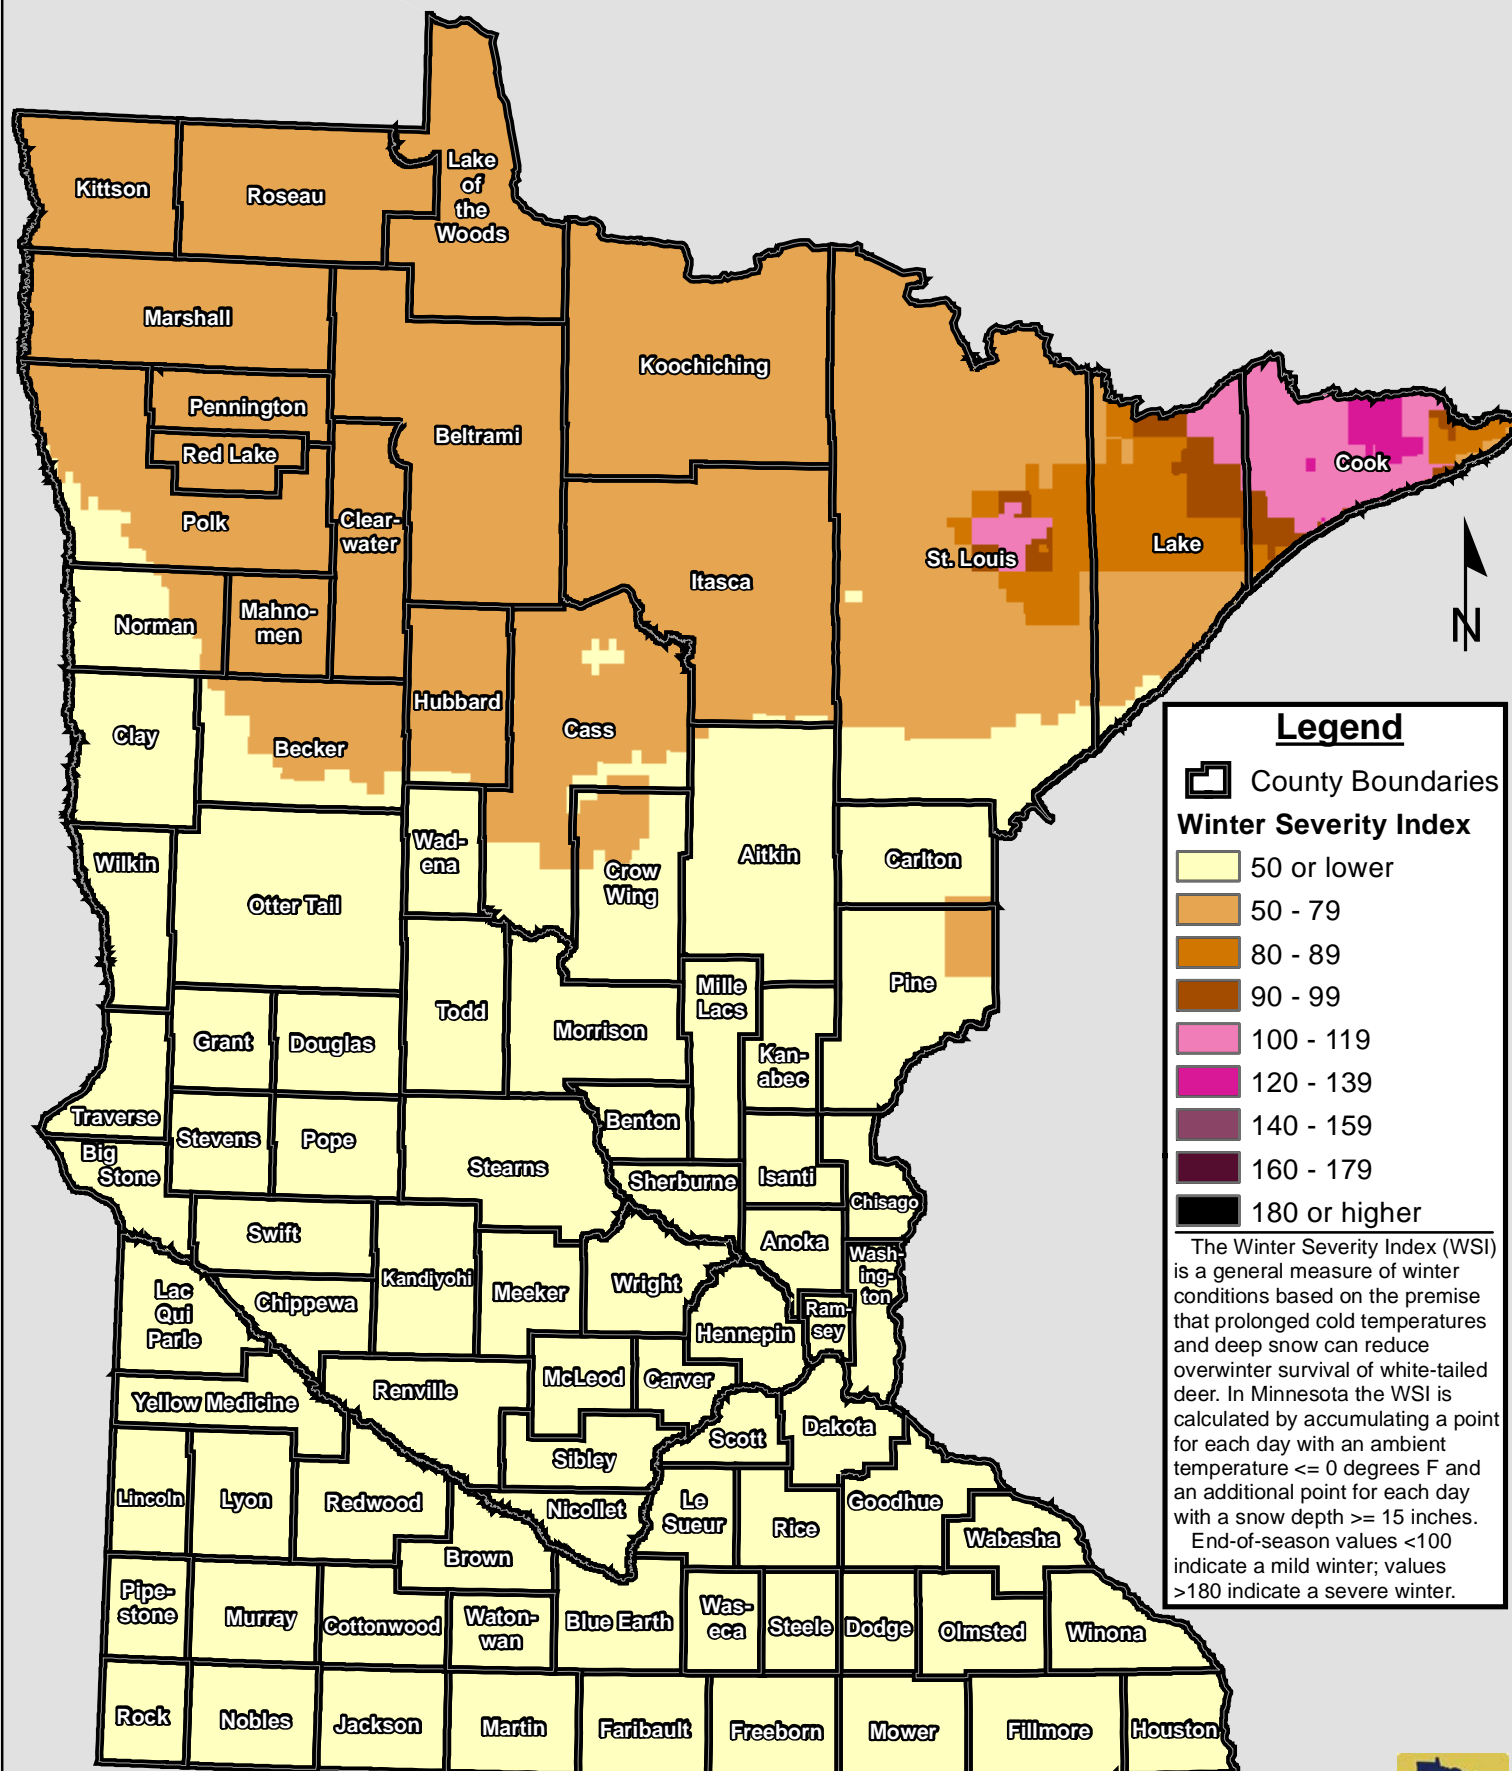 Kittson
Roseau
Lake
of
the
Woods
Marshall
Koochiching
Pennington
Beltrami
Red Lake
Cook
Polk
Clear-
water
St. Louis
Lake
Itasca
Norman
Mahno-
men
N
Hubbard
Clay
Becker
Cass
Wad-
ena
Wilkin
Otter Tail
Crow
Wing
Aitkin
Carlton
Pine
Mille
Lacs
Todd
Morrison
Grant
Douglas
Kan-
abec
Traverse
Stevens
Pope
Benton
Big
Stone
Stearns
Sherburne
Isanti
Chisago
Swift
Anoka
Wash-
ing-
ton
Kandiyohi
Meeker
Wright
Lac
Qui
Parle
Chippewa
Ram-
sey
Hennepin
McLeod
Carver
Renville
Yellow Medicine
Dakota
Scott
Sibley
Lincoln
Lyon
Redwood
Nicollet
Le
Sueur
Rice
Goodhue
Wabasha
Brown
Pipe-
stone
Murray
Cottonwood
Waton-
wan
Blue Earth
Was-
eca
Steele
Dodge
Olmsted
Winona
Rock
Nobles
Jackson
Martin
Faribault
Freeborn
Mower
Fillmore
Houston
Legend
County Boundaries
Winter Severity Index
50 or lower
50 - 79
80 - 89
90 - 99
100 - 119
120 - 139
140 - 159
160 - 179
180 or higher
The Winter Severity Index (WSI)
is a general measure of winter
conditions based on the premise
that prolonged cold temperatures
and deep snow can reduce
overwinter survival of white-tailed
deer. In Minnesota the WSI is
calculated by accumulating a point
for each day with an ambient
temperature <= 0 degrees F and
an additional point for each day
with a snow depth >= 15 inches.
End-of-season values <100
indicate a mild winter; values
>180 indicate a severe winter.